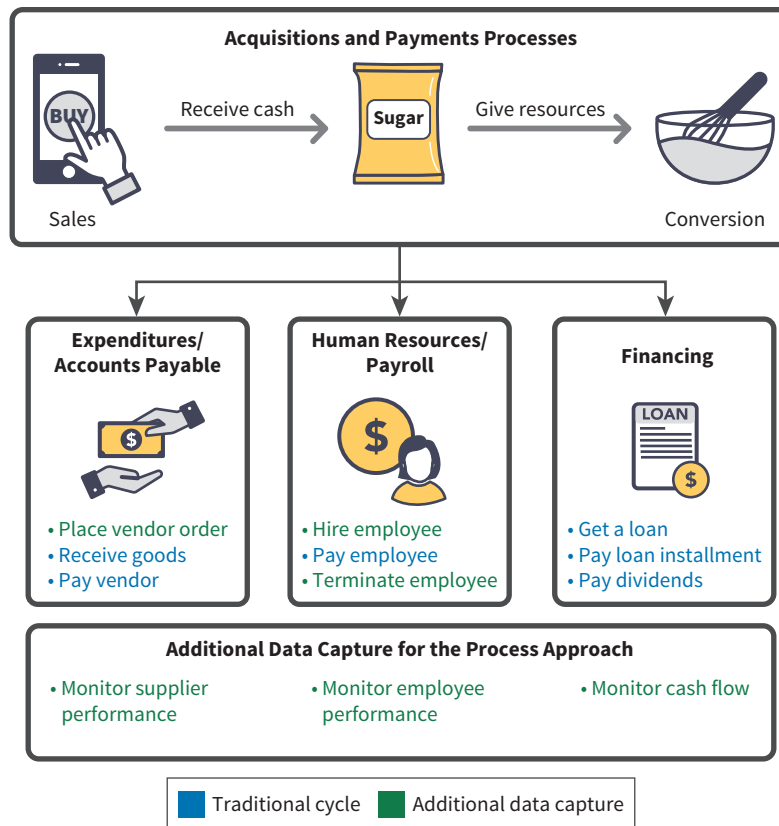 Acquisitions and Payments Processes
BUY
Receive cash
Sugar
Give resources
Sales
Conversion
Expenditures/
Accounts Payable
$
• Place vendor order
• Receive goods
• Pay vendor
Human Resources/
Payroll
$
• Hire employee
• Pay employee
• Terminate employee
Financing
LOAN
$
• Get a loan
• Pay loan installment
• Pay dividends
Additional Data Capture for the Process Approach
• Monitor supplier
performance
• Monitor employee
performance
• Monitor cash flow
Traditional cycle
Additional data capture